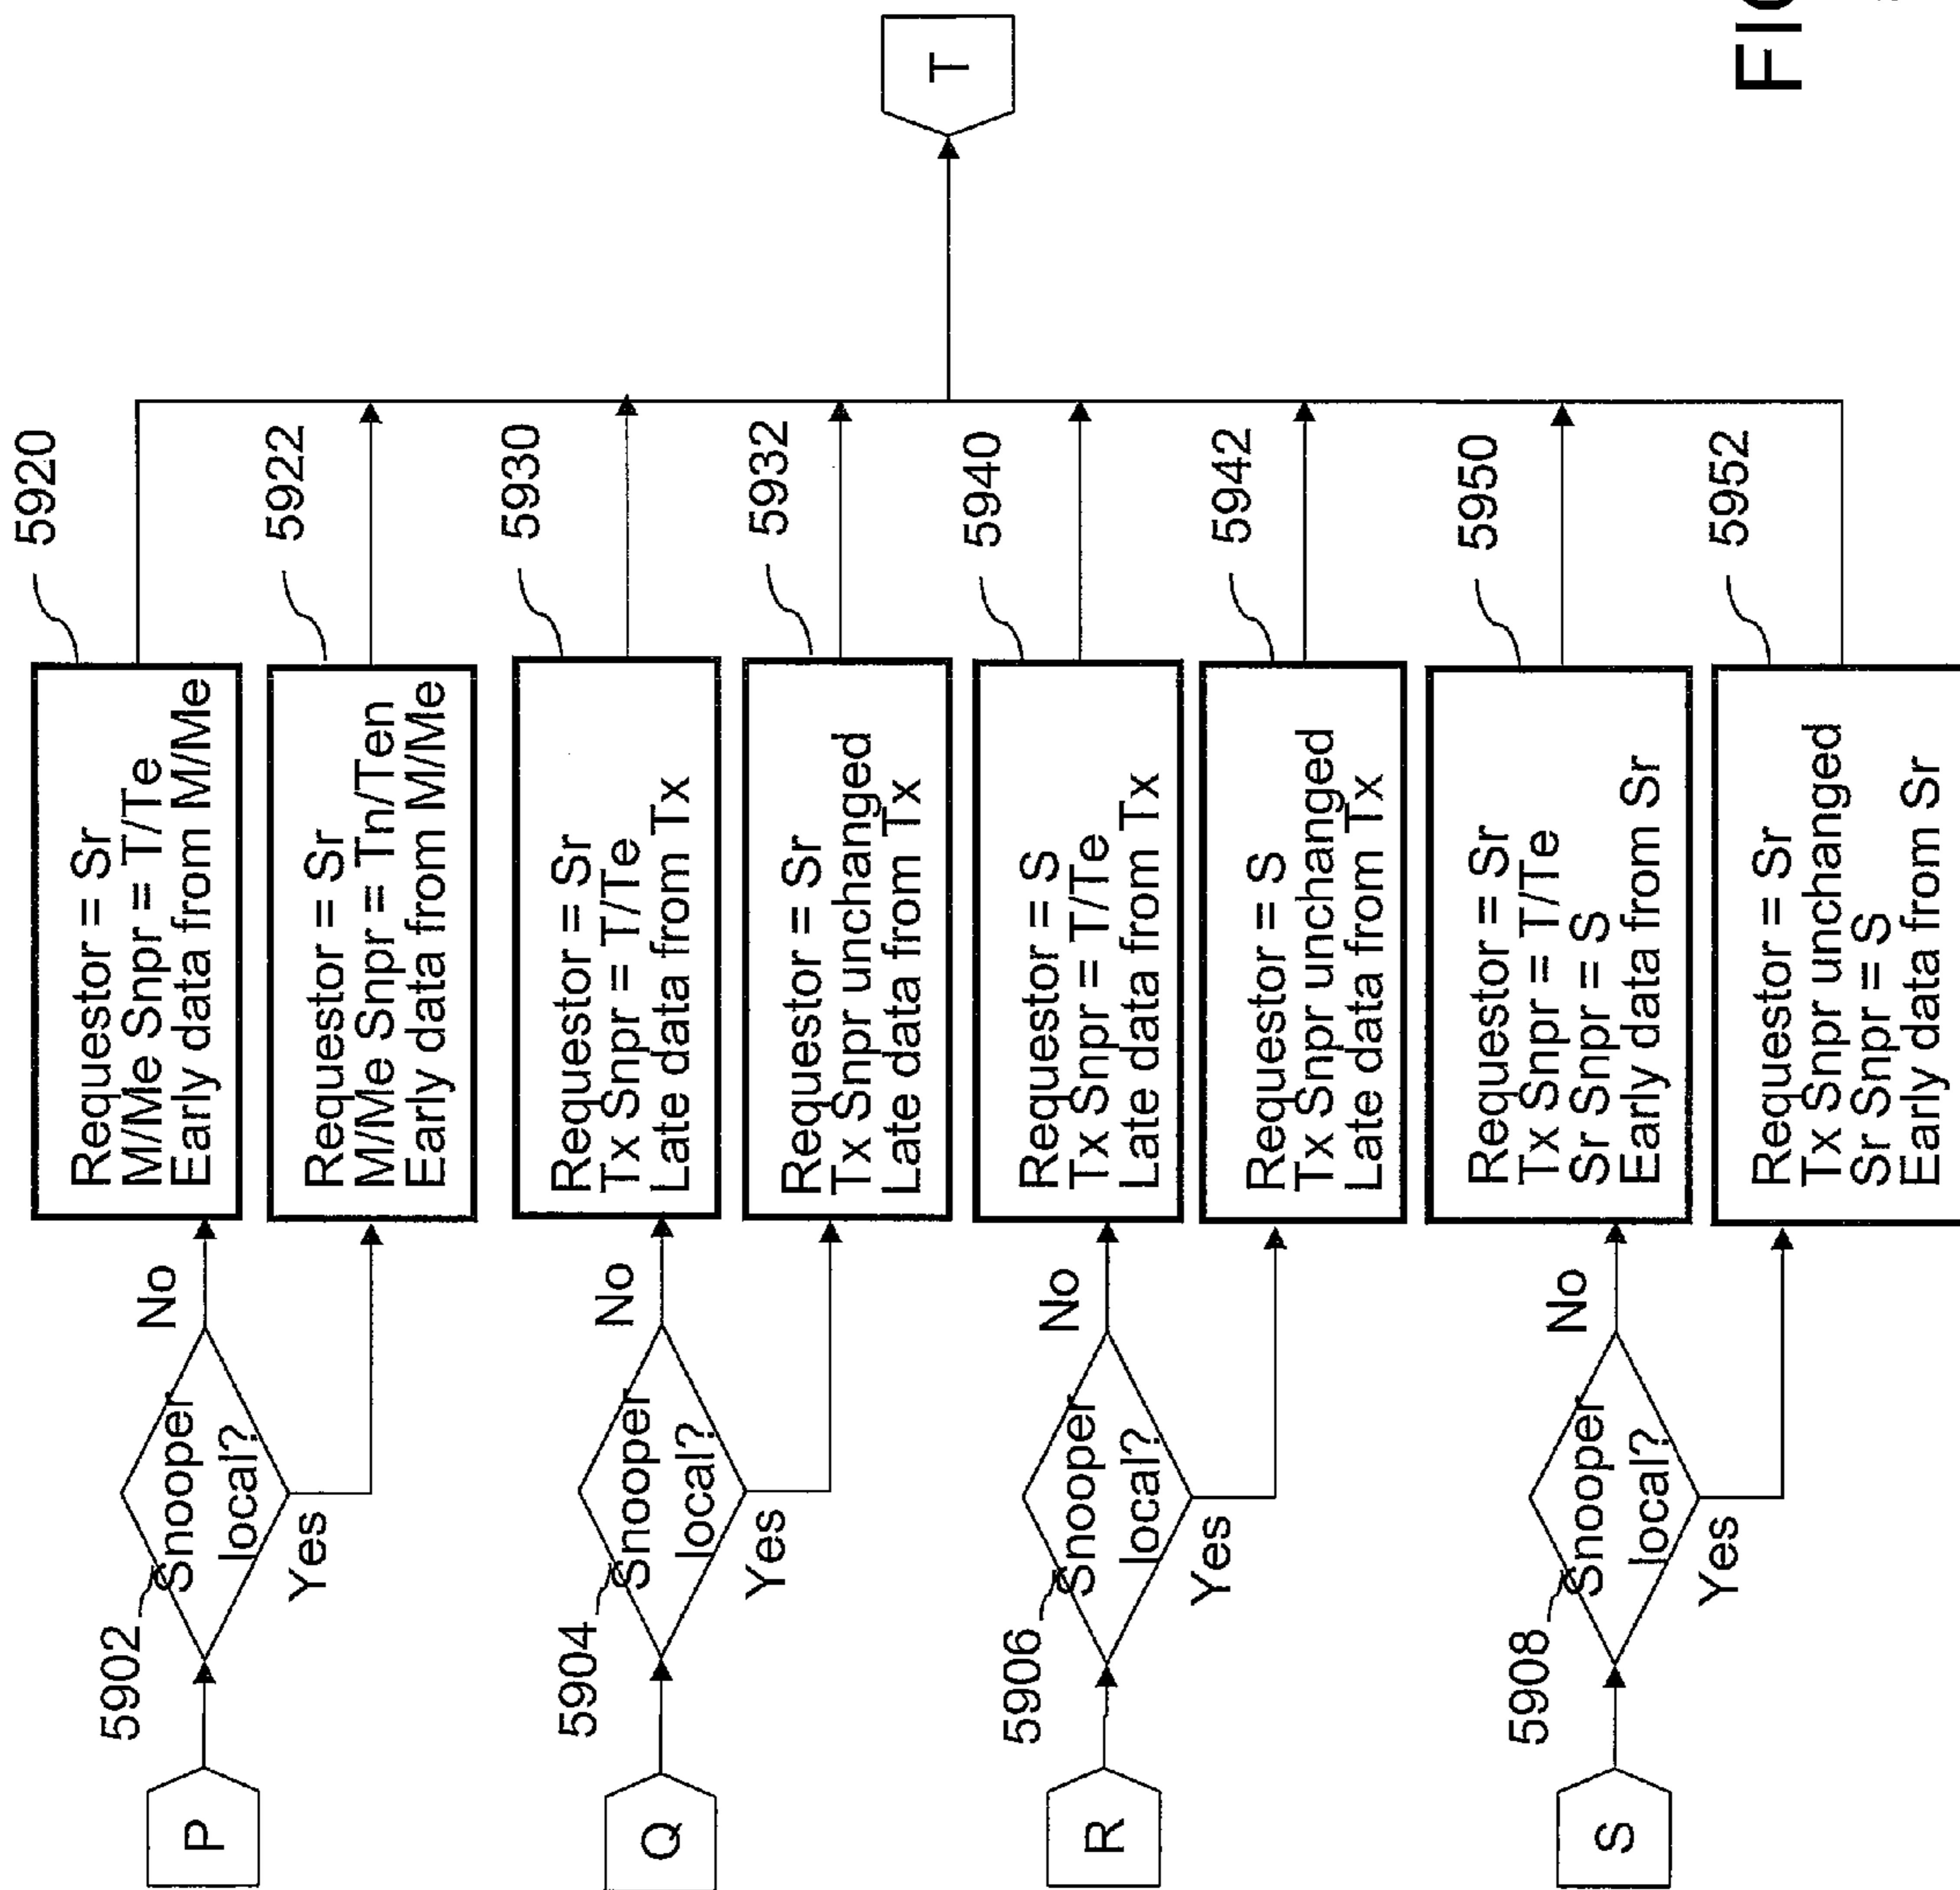 P
5902
Snooper
local?
No
Yes
5920
Requestor = Sr
M/Me Snpr = T/Te
Early data from M/Me
5922
Requestor = Sr
M/Me Snpr = Tn/Ten
Early data from M/Me
Q
5904
Snooper
local?
No
Yes
5930
Requestor = Sr
Tx Snpr = T/Te
Late data from Tx
5932
Requestor = Sr
Tx Snpr unchanged
Late data from Tx
R
5906
Snooper
local?
No
Yes
5940
Requestor = S
Tx Snpr = T/Te
Late data from Tx
5942
Requestor = S
Tx Snpr unchanged
Late data from Tx
S
5908
Snooper
local?
No
Yes
5950
Requestor = Sr
Tx Snpr = T/Te
Sr Snpr = S
Early data from Sr
5952
Requestor = Sr
Tx Snpr unchanged
Sr Snpr = S
Early data from Sr
T